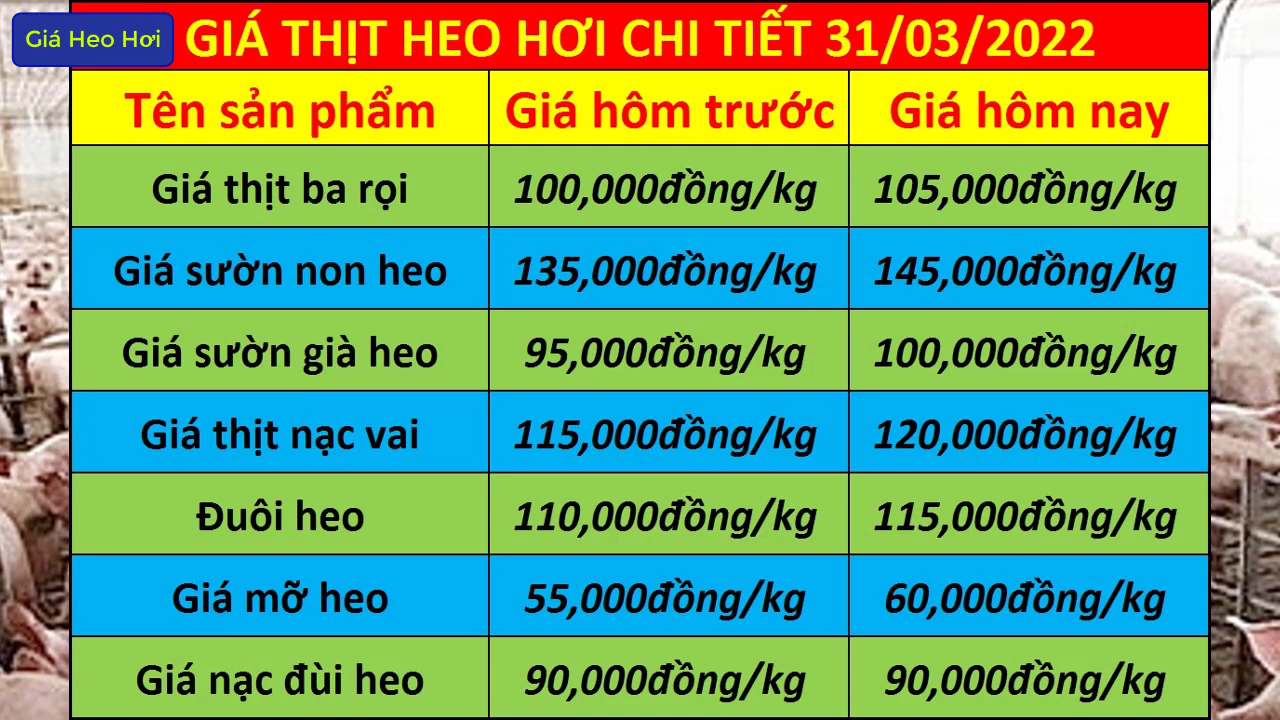 Giá Heo Hơi
GIÁ THỊT HEO HƠI CHI TIẾT 31/03/2022
Tên sản phẩm Giá hôm trước Giá hôm nay
Giá thịt ba rọi 100,000đồng/kg 105,000đồng/kg
Giá sườn non heo 135,000đồng/kg 145,000đồng/kg
Giá sườn già heo 95,000đồng/kg 100,000đồng/kg
Giá thịt nạc vai 115,000đồng/kg 120,000đồng/kg
Đuôi heo 110,000đồng/kg 115,000đồng/kg
Giá mỡ heo 55,000đồng/kg 60,000đồng/kg
Giá nạc đùi heo 90,000đồng/kg 90,000đồng/kg